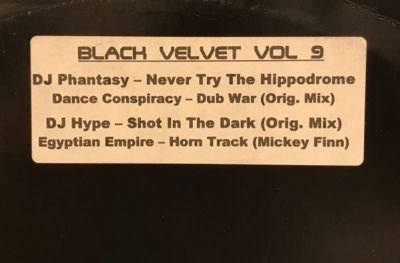 BLACK VELVET VOL 9
DJ Phantasy – Never Try The Hippodrome
Dance Conspiracy – Dub War (Orig. Mix)
DJ Hype – Shot In The Dark (Orig. Mix)
Egyptian Empire – Horn Track (Mickey Finn)